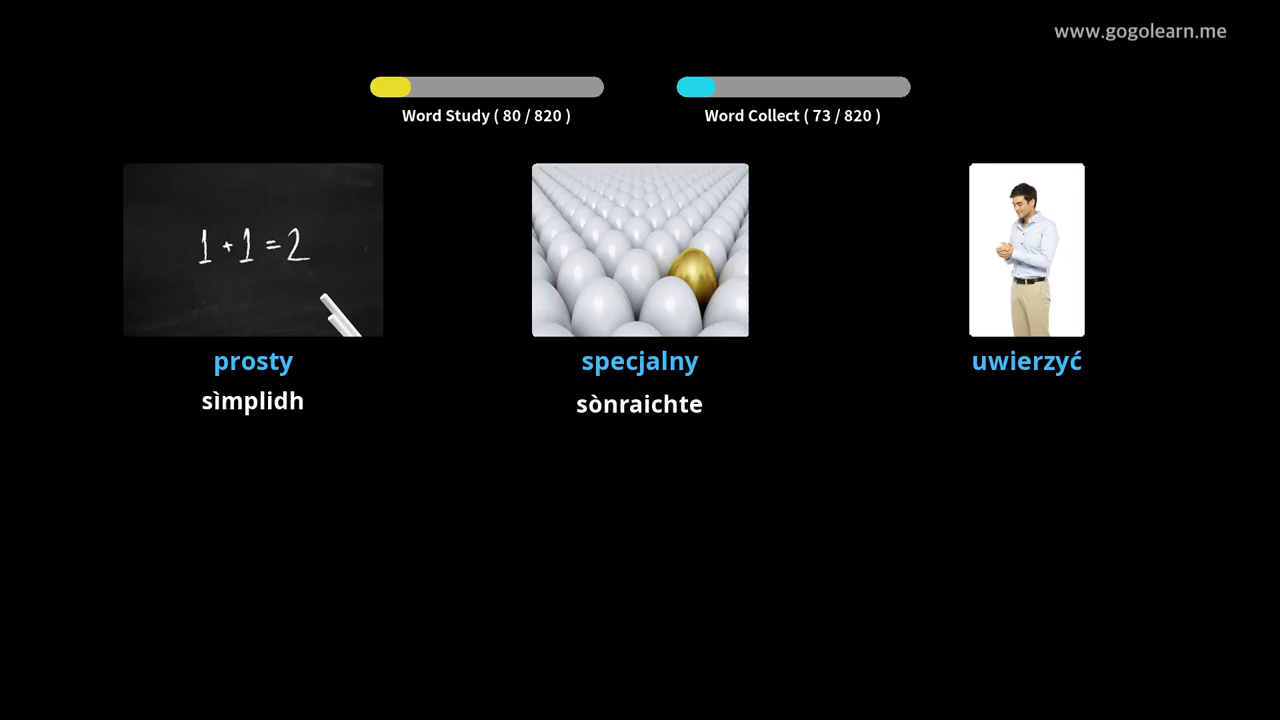 www.gogolearn.me
Word Study ( 80 / 820 )
Word Collect ( 73 / 820 )
1 + 1 = 2
prosty
specjalny
uwierzyć
sìmplidh
sònraichte